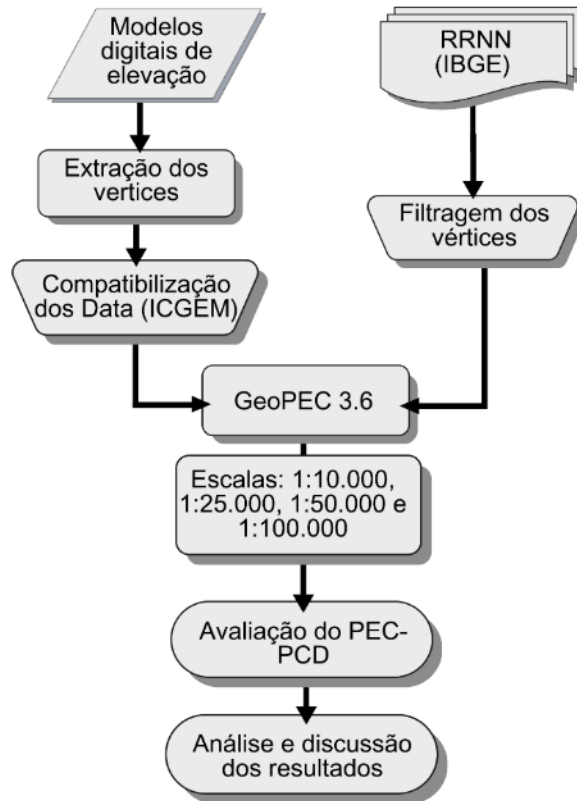 Modelos
digitais de
elevação
RRNN
(IBGE)
Extração dos
vertices
Filtragem dos
vértices
Compatibilização
dos Data (ICGEM)
GeoPEC 3.6
Escalas: 1:10.000,
1:25.000, 1:50.000 e
1:100.000
Avaliação do PEC-
PCD
Análise e discussão
dos resultados